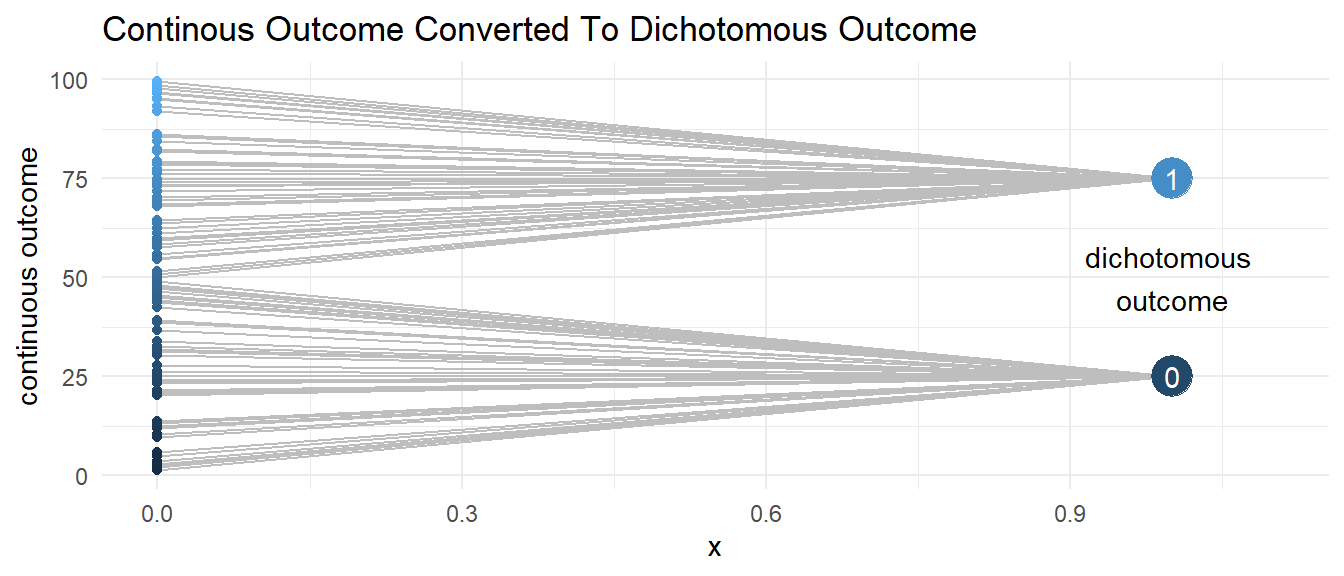 Continous Outcome Converted To Dichotomous Outcome
continuous outcome
100
75
50
25
0
1
dichotomous
outcome
0
0.0
0.3
0.6
0.9
x